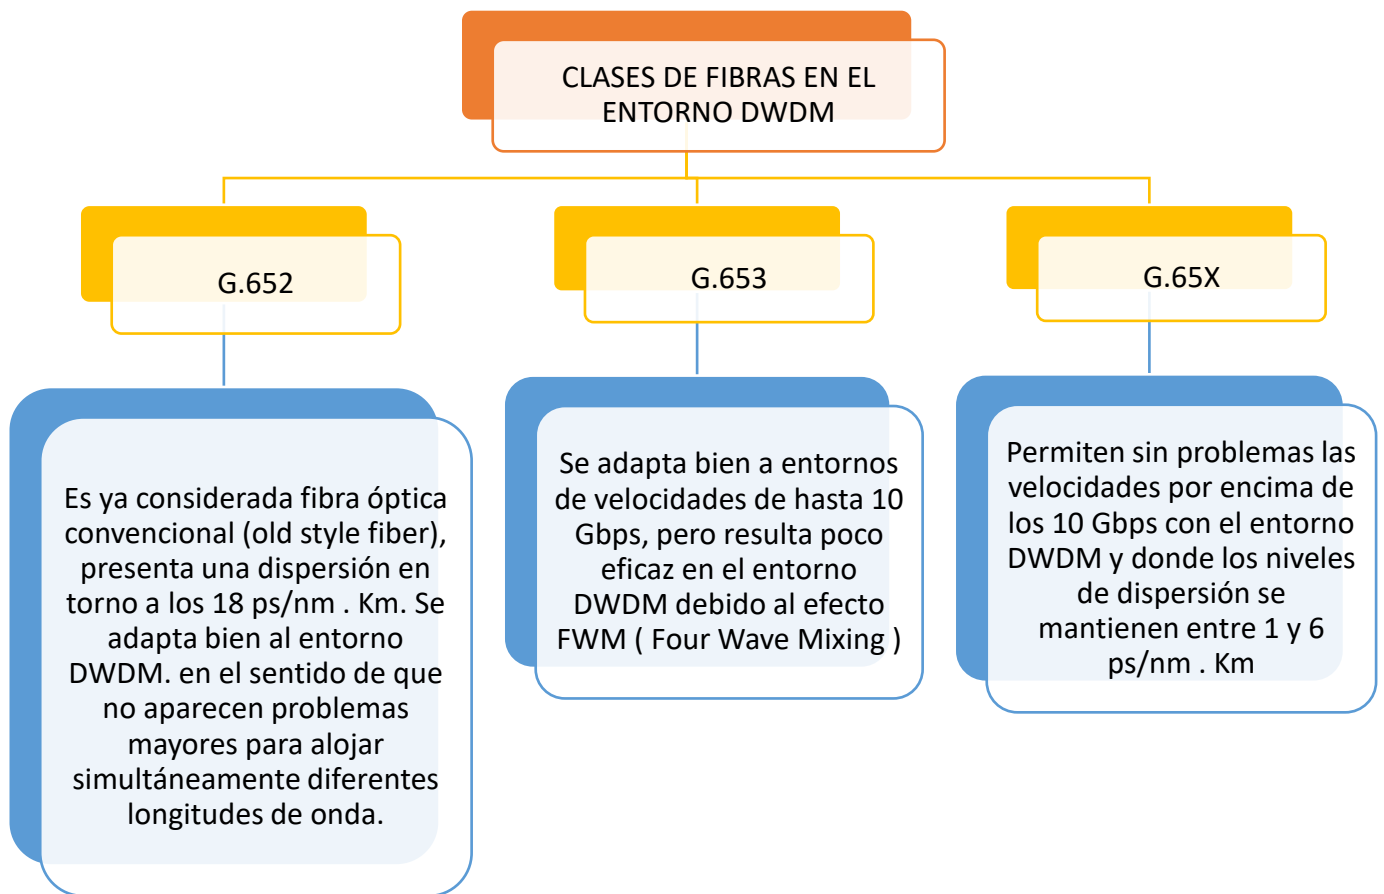 CLASES DE FIBRAS EN EL
ENTORNO DWDM
G.652
G.653
G.65X
Es ya considerada fibra óptica
convencional (old style fiber),
presenta una dispersión en
torno a los 18 ps/nm . Km. Se
adapta bien al entorno
DWDM. en el sentido de que
no aparecen problemas
mayores para alojar
simultáneamente diferentes
longitudes de onda.
Se adapta bien a entornos
de velocidades de hasta 10
Gbps, pero resulta poco
eficaz en el entorno
DWDM debido al efecto
FWM ( Four Wave Mixing )
Permiten sin problemas las
velocidades por encima de
los 10 Gbps con el entorno
DWDM y donde los niveles
de dispersión se
mantienen entre 1 y 6
ps/nm . Km